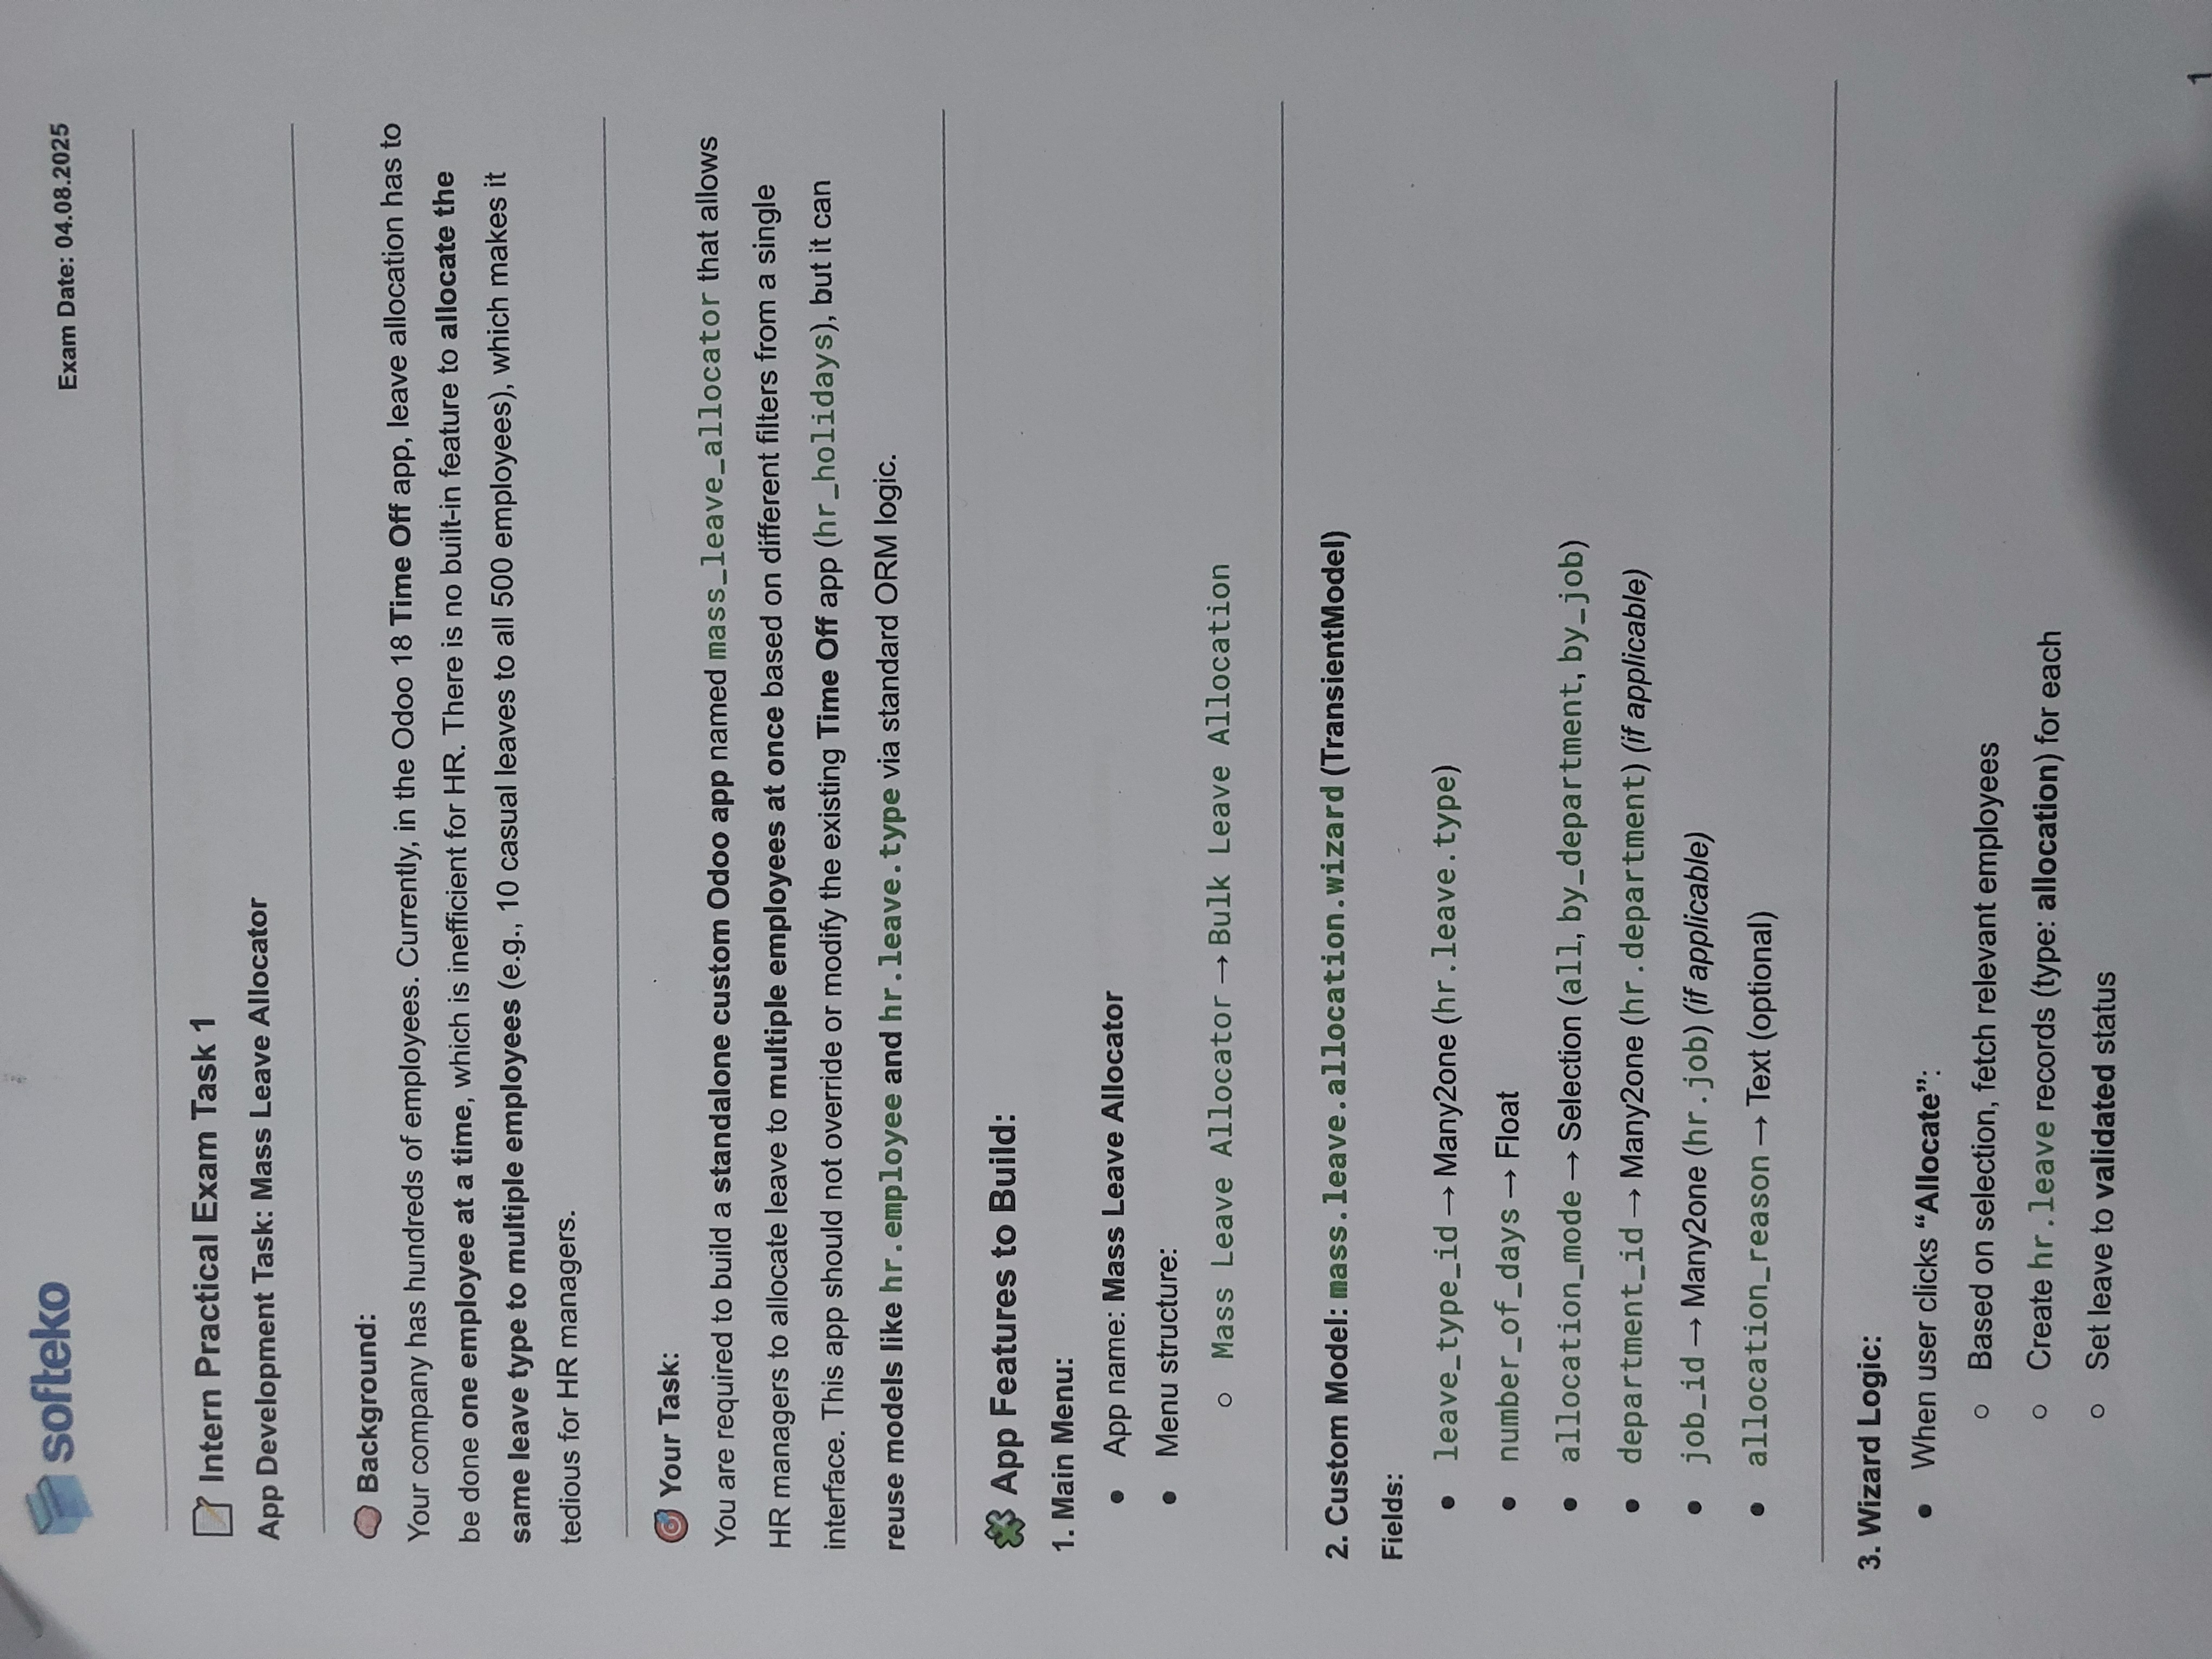 softeko
Exam Date: 04.08.2025
Intern Practical Exam Task 1
App Development Task: Mass Leave Allocator
Background:
Your company has hundreds of employees. Currently, in the Odoo 18 Time Off app, leave allocation has to
be done one employee at a time, which is inefficient for HR. There is no built-in feature to allocate the
same leave type to multiple employees (e.g., 10 casual leaves to all 500 employees), which makes it
tedious for HR managers.
Your Task:
You are required to build a standalone custom Odoo app named mass_leave_allocator that allows
HR managers to allocate leave to multiple employees at once based on different filters from a single
interface. This app should not override or modify the existing Time Off app (hr_holidays), but it can
reuse models like hr.employee and hr.leave.type via standard ORM logic.
App Features to Build:
1. Main Menu:
● App name: Mass Leave Allocator
● Menu structure:
○ Mass Leave Allocator → Bulk Leave Allocation
2. Custom Model: mass.leave.allocation.wizard (TransientModel)
Fields:
● leave_type_id → Many2one (hr.leave.type)
● number_of_days → Float
● allocation_mode → Selection (all, by_department, by_job)
● department_id → Many2one (hr.department) (if applicable)
● job_id → Many2one (hr.job) (if applicable)
● allocation_reason → Text (optional)
3. Wizard Logic:
● When user clicks “Allocate”:
○ Based on selection, fetch relevant employees
○ Create hr.leave records (type: allocation) for each
○ Set leave to validated status
1